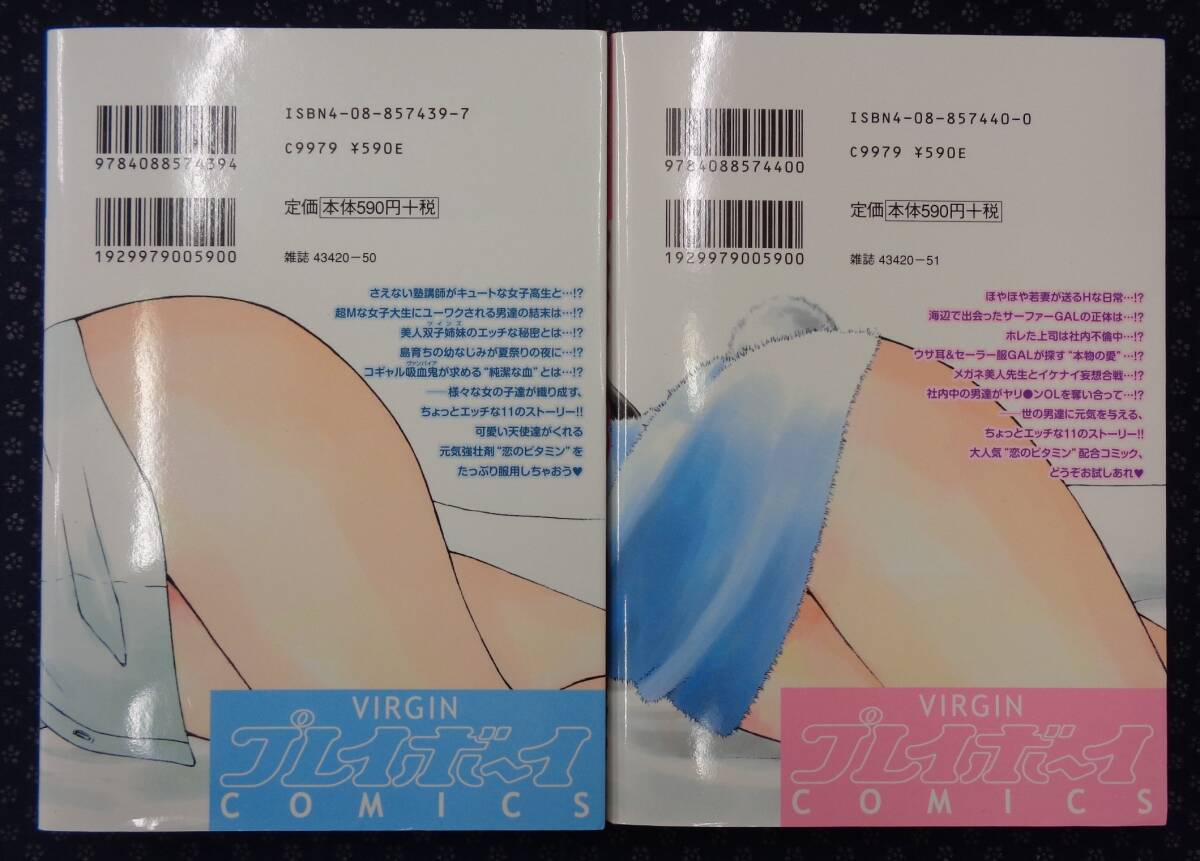 ISBN4-08-857439-7
9784088574394
C9979 ¥590E
定価 本体590円+税
1929979005900
雑誌 43420-50
さえない塾講師がキュートな女子高生と…!?
超Mな女子大生にユーワクされる男達の結末は…!?
ツインズ
美人双子姉妹のエッチな秘密とは…!?
島育ちの幼なじみが夏祭りの夜に…!?
ヴァンパイア
コギャル吸血鬼が求める“純潔な血”とは…!?
――様々な女の子達が織り成す、
ちょっとエッチな11のストーリー!!
可愛い天使達がくれる
元気強壮剤“恋のビタミン”を
たっぷり服用しちゃおう♥
VIRGIN
プレイボーイ
COMICS
ISBN4-08-857440-0
9784088574400
C9979 ¥590E
定価 本体590円+税
1929979005900
雑誌 43420-51
ほやほや若妻が送るHな日常…!?
海辺で出会ったサーファーGALの正体は…!?
ホレた上司は社内不倫中…!?
ウサ耳&セーラー服GALが探す“本物の愛”…!?
メガネ美人先生とイケナイ妄想合戦…!?
社内中の男達がヤリ●ンOLを奪い合って…!?
――世の男達に元気を与える、
ちょっとエッチな11のストーリー!!
大人気“恋のビタミン”配合コミック、
どうぞお試しあれ♥
VIRGIN
プレイボーイ
COMICS